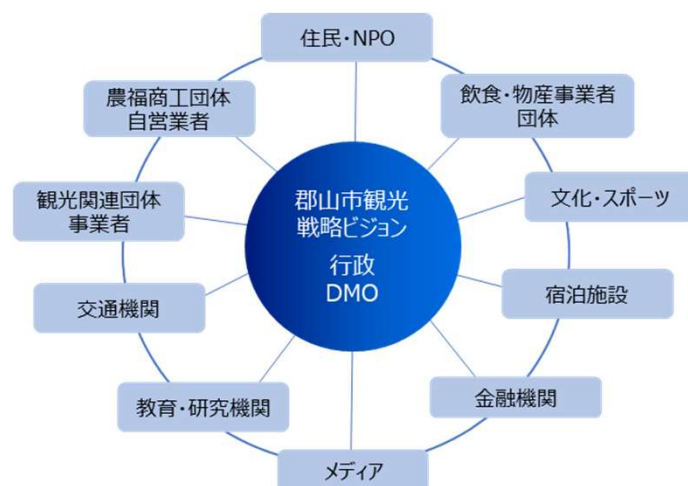 住民・NPO
農福商工団体
自営業者
飲食・物産事業者
団体
観光関連団体
事業者
郡山市観光
戦略ビジョン
行政
DMO
文化・スポーツ
交通機関
宿泊施設
教育・研究機関
金融機関
メディア